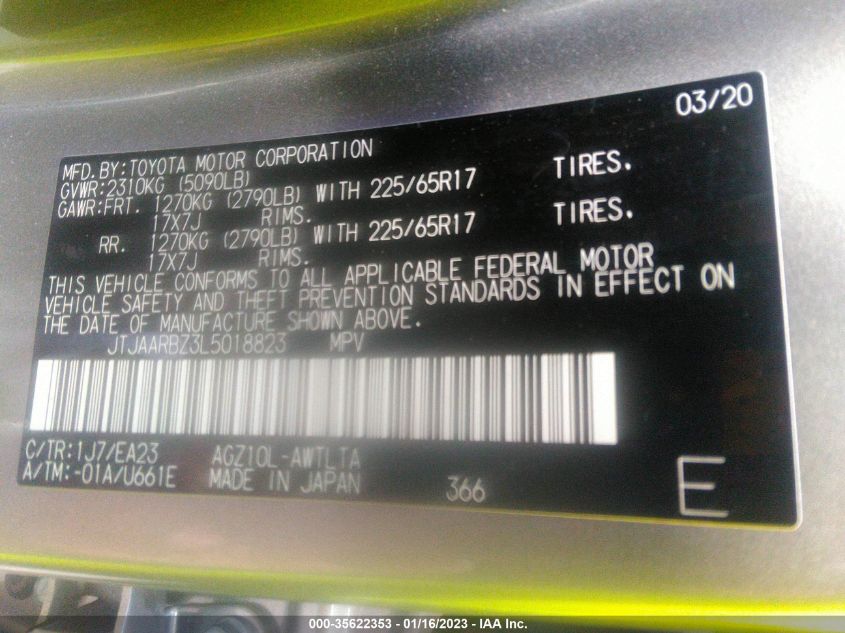 03/20
MFD.BY:TOYOTA MOTOR CORPORATION
GVWR:2310KG (5090LB)
GAWR:FRT. 1270KG (2790LB) WITH 225/65R17 TIRES.
17X7J RIMS.
RR. 1270KG (2790LB) WITH 225/65R17 TIRES.
17X7J RIMS.
THIS VEHICLE CONFORMS TO ALL APPLICABLE FEDERAL MOTOR
VEHICLE SAFETY AND THEFT PREVENTION STANDARDS IN EFFECT ON
THE DATE OF MANUFACTURE SHOWN ABOVE.
JTJAARBZ3L5018823 MPV
C/TR:1J7/EA23 AGZ10L-AWTLTA
A/TM:-01A/U661E MADE IN JAPAN 366
E
000-35622353 - 01/16/2023 - IAA Inc.